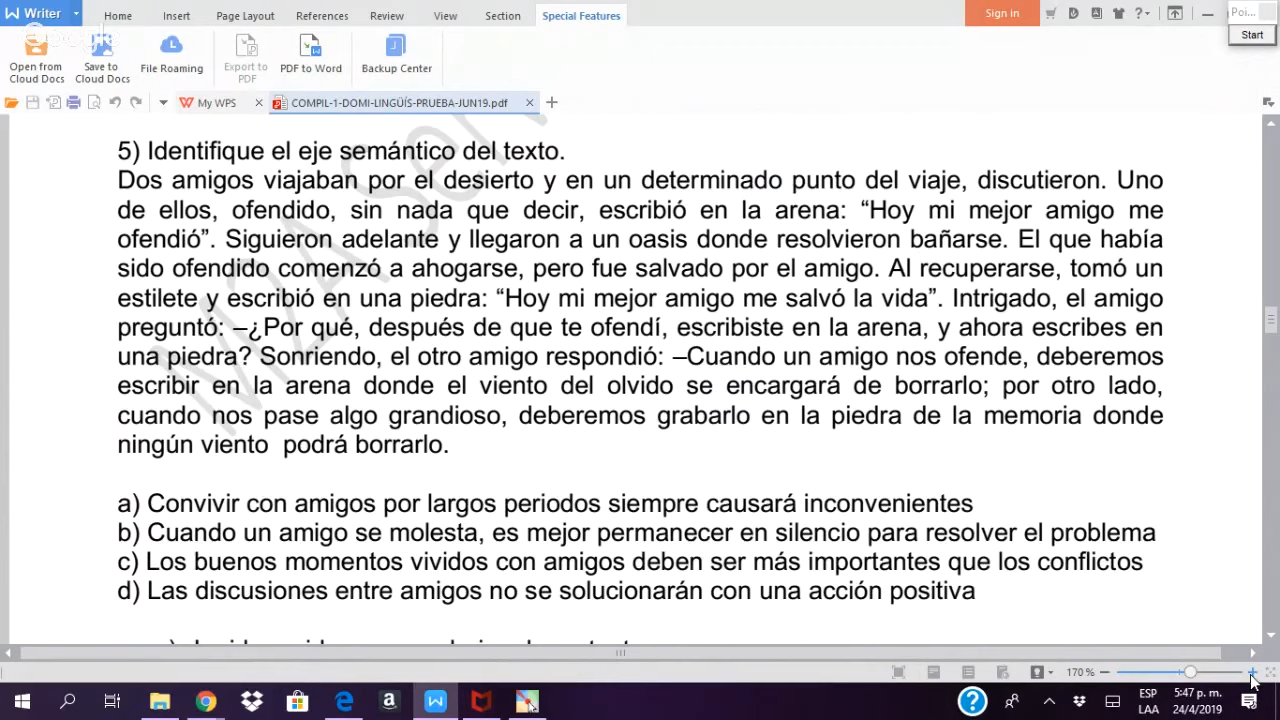 Writer
Home Insert Page Layout References Review View Section Special Features
Sign in
Poi...
Start
Google
Open from Cloud Docs
Save to Cloud Docs
File Roaming
Export to PDF
PDF to Word
Backup Center
My WPS
COMPIL-1-DOMI-LINGÜÍS-PRUEBA-JUN19.pdf
M2A Ser
5) Identifique el eje semántico del texto.
Dos amigos viajaban por el desierto y en un determinado punto del viaje, discutieron. Uno
de ellos, ofendido, sin nada que decir, escribió en la arena: “Hoy mi mejor amigo me
ofendió”. Siguieron adelante y llegaron a un oasis donde resolvieron bañarse. El que había
sido ofendido comenzó a ahogarse, pero fue salvado por el amigo. Al recuperarse, tomó un
estilete y escribió en una piedra: “Hoy mi mejor amigo me salvó la vida”. Intrigado, el amigo
preguntó: –¿Por qué, después de que te ofendí, escribiste en la arena, y ahora escribes en
una piedra? Sonriendo, el otro amigo respondió: –Cuando un amigo nos ofende, deberemos
escribir en la arena donde el viento del olvido se encargará de borrarlo; por otro lado,
cuando nos pase algo grandioso, deberemos grabarlo en la piedra de la memoria donde
ningún viento podrá borrarlo.
a) Convivir con amigos por largos periodos siempre causará inconvenientes
b) Cuando un amigo se molesta, es mejor permanecer en silencio para resolver el problema
c) Los buenos momentos vividos con amigos deben ser más importantes que los conflictos
d) Las discusiones entre amigos no se solucionarán con una acción positiva
170 %
ESP 5:47 p. m.
LAA 24/4/2019